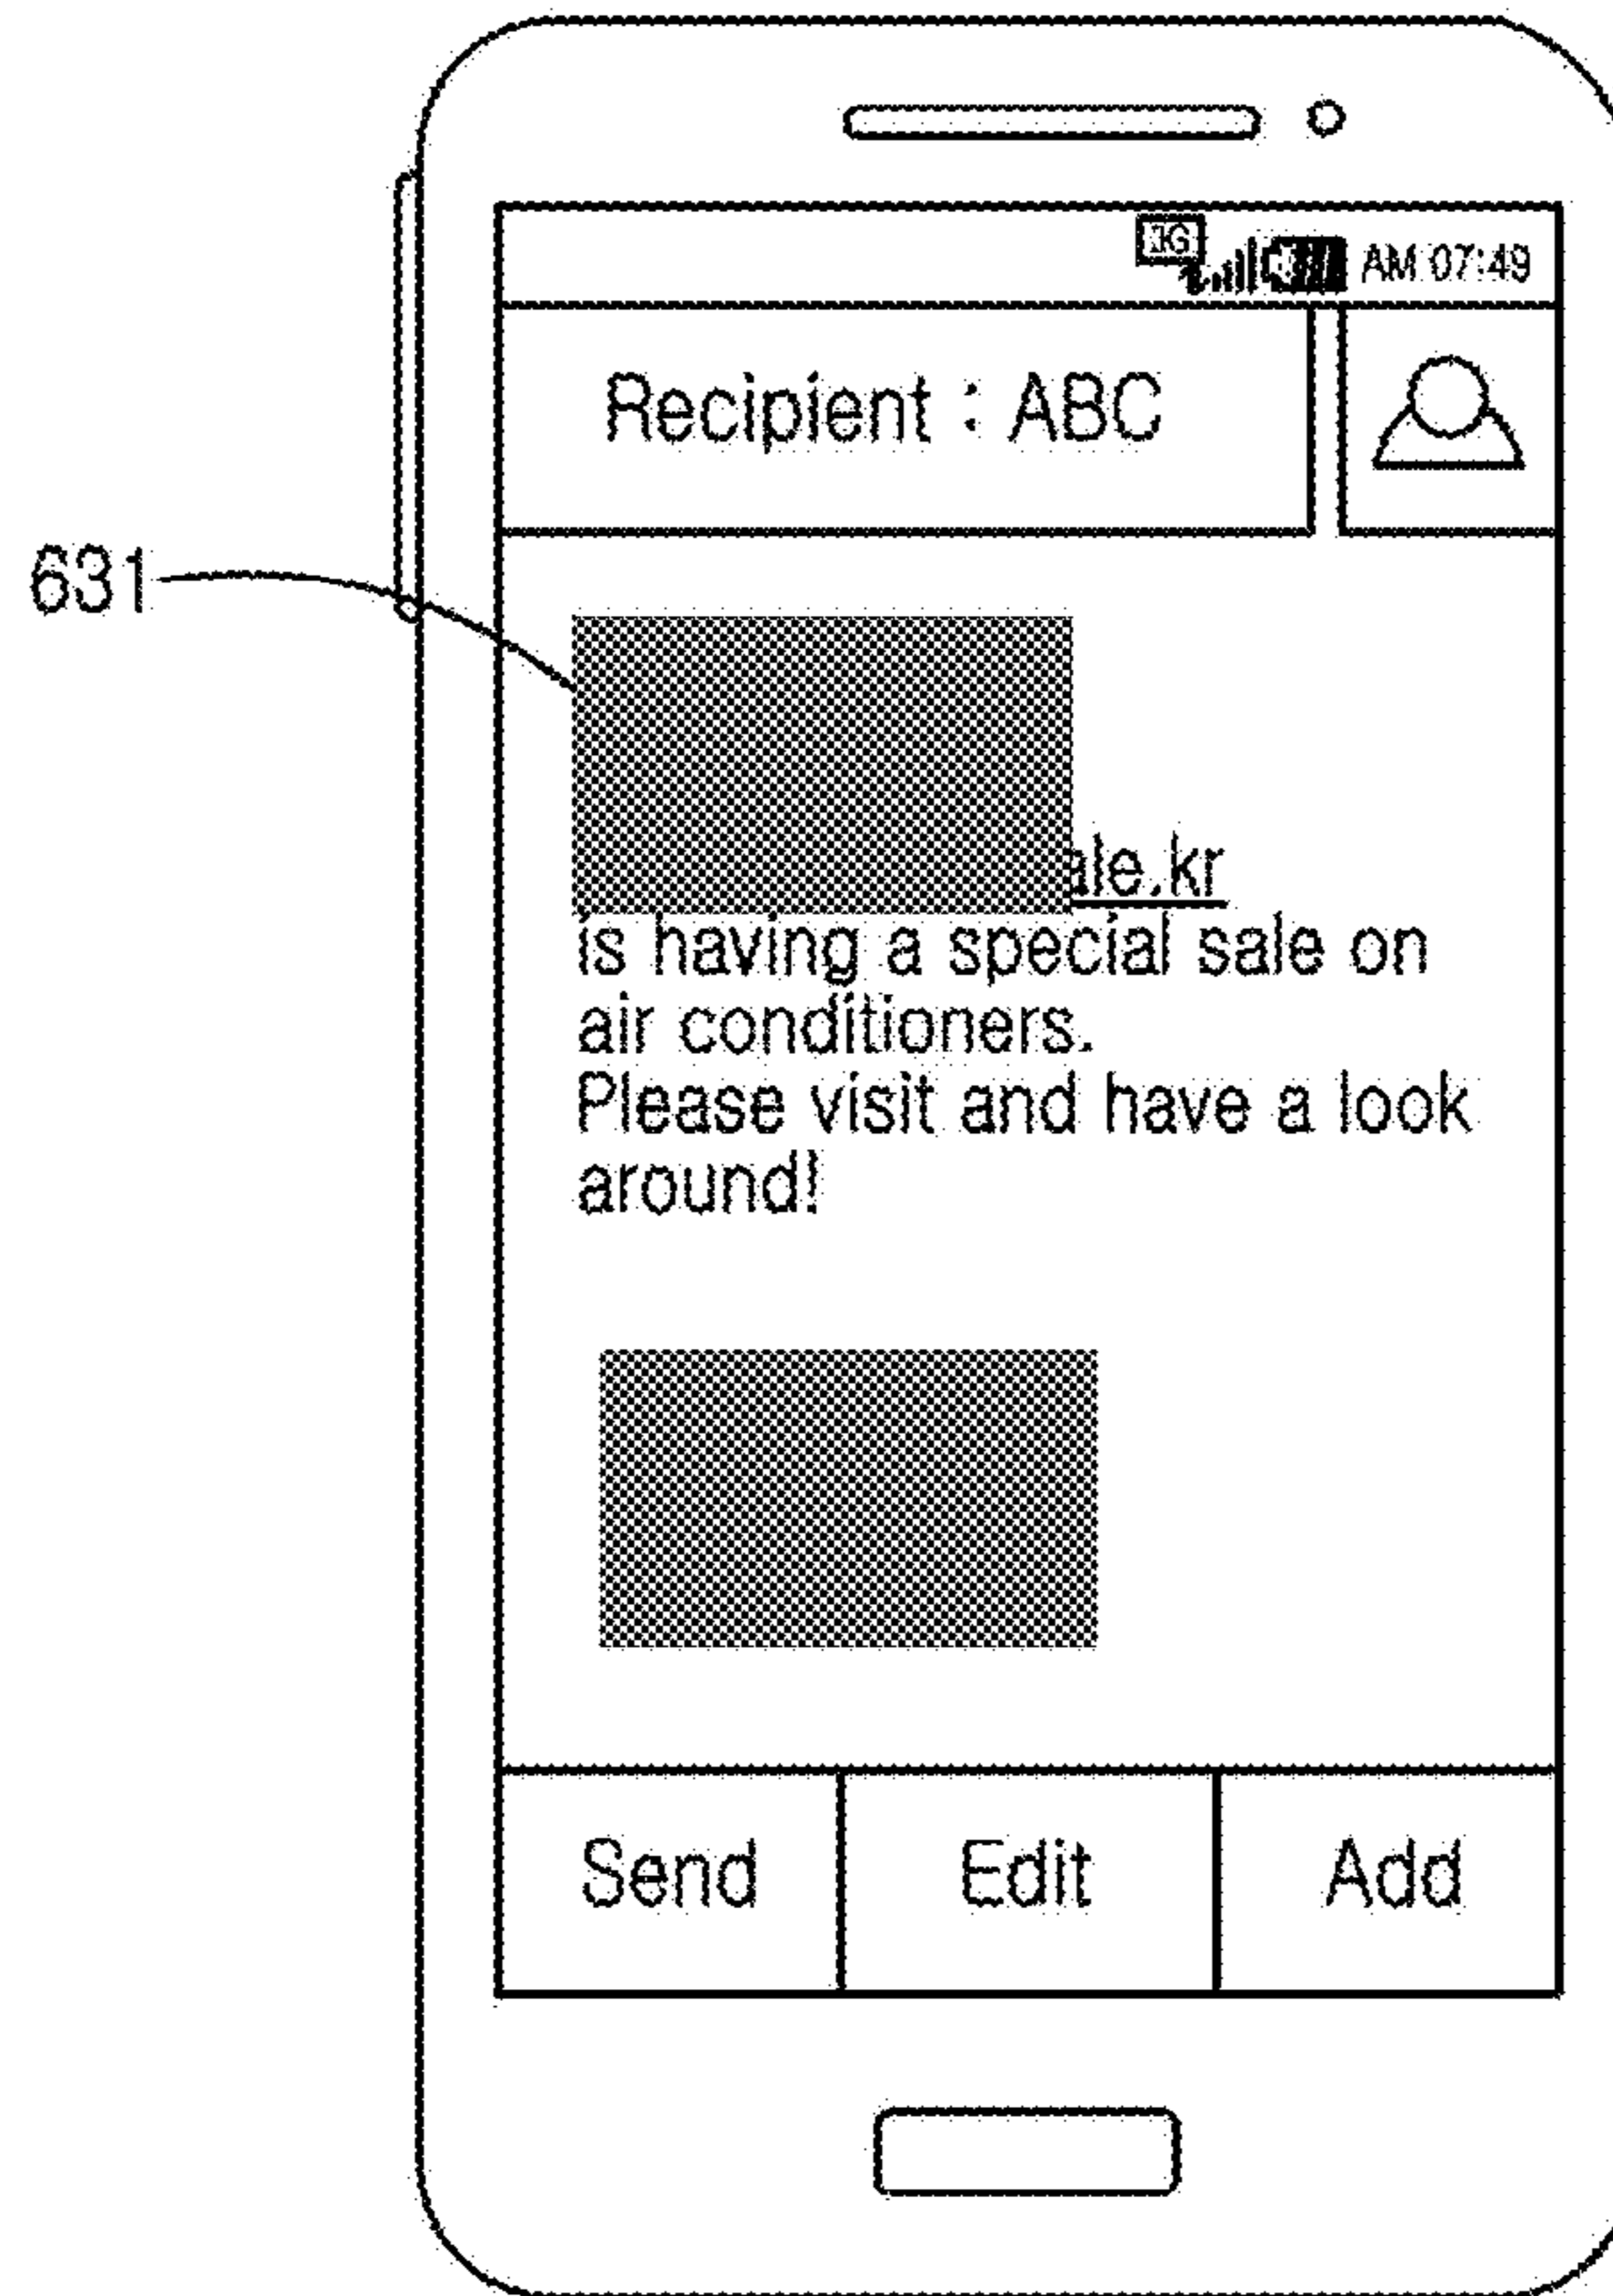 AM 07:49
Recipient : ABC
631
ale.kr
is having a special sale on
air conditioners.
Please visit and have a look
around!
Send Edit Add